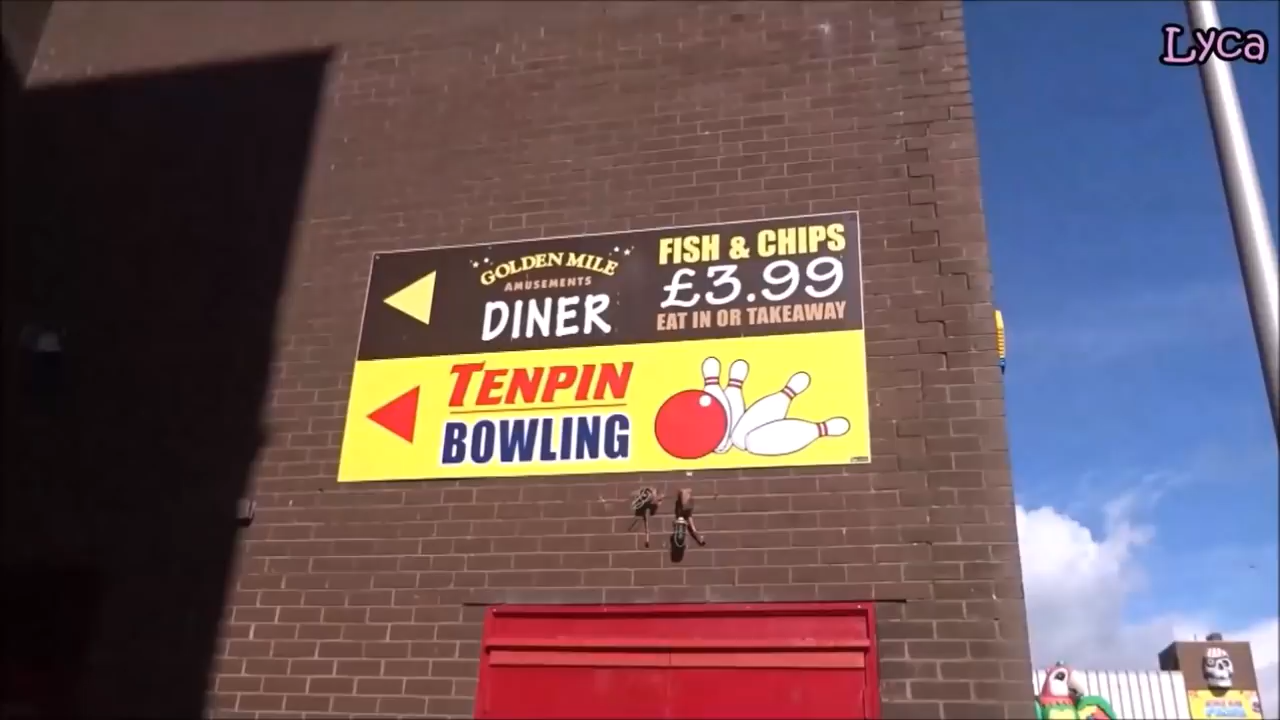 Lyca
GOLDEN MILE
AMUSEMENTS
DINER
FISH & CHIPS
£3.99
EAT IN OR TAKEAWAY
TENPIN
BOWLING